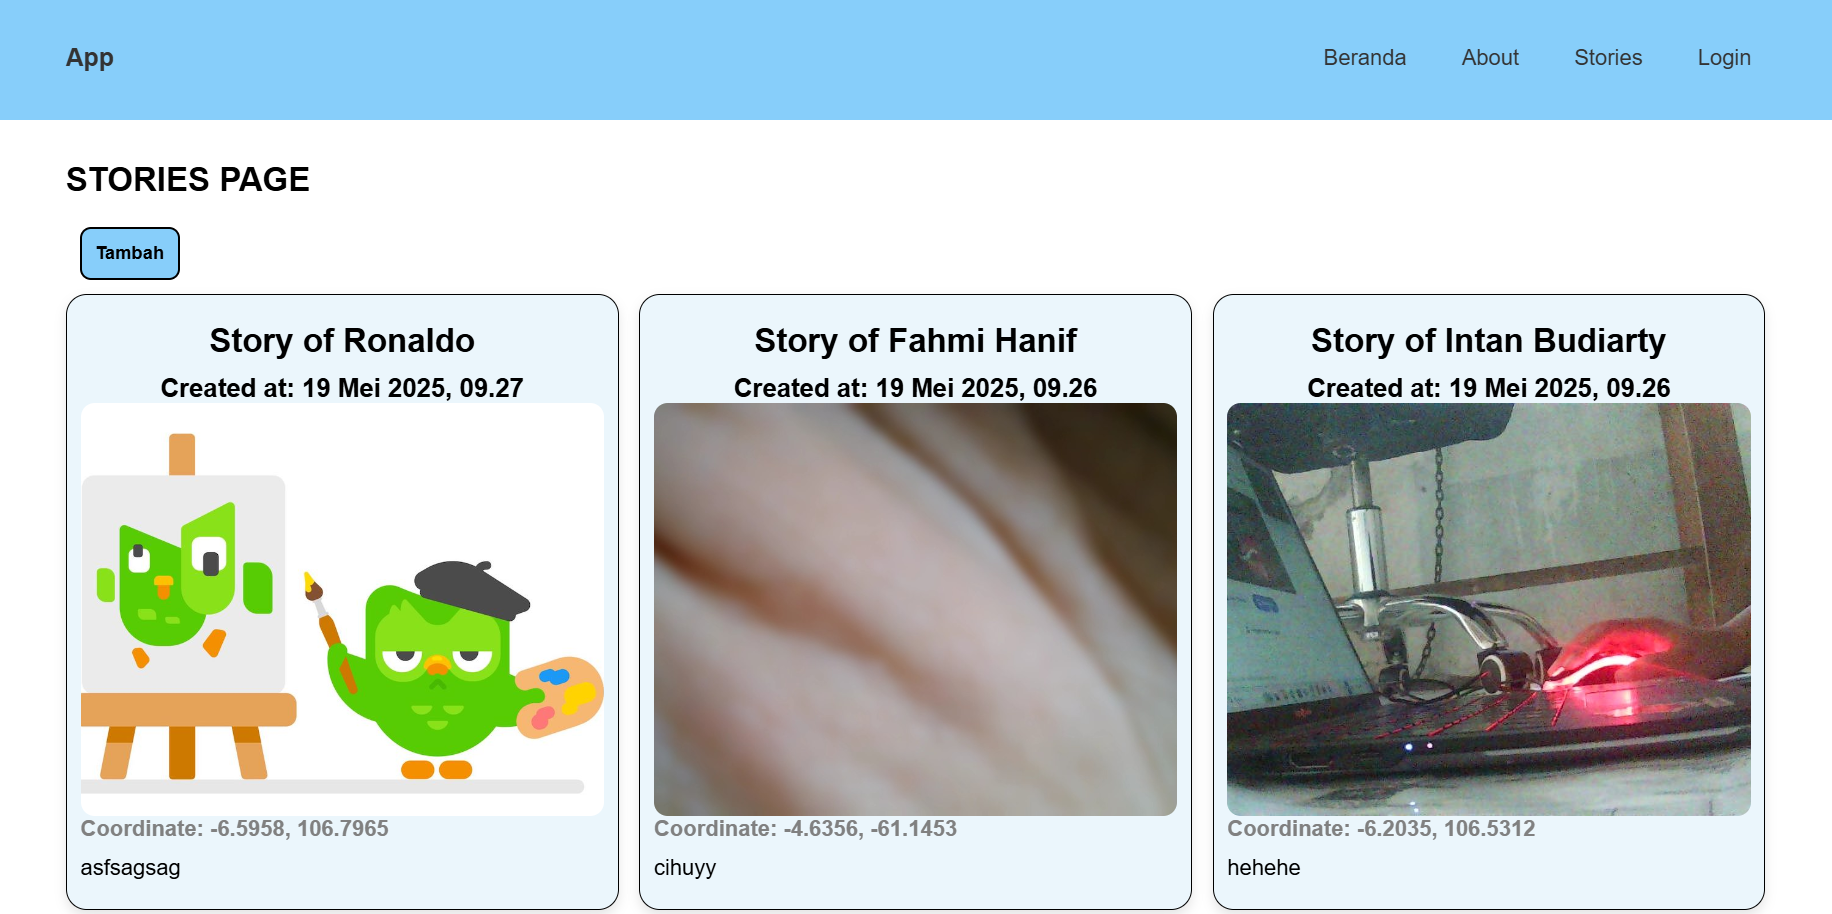 App
Beranda
About
Stories
Login
STORIES PAGE
Tambah
Story of Ronaldo
Created at: 19 Mei 2025, 09.27
Coordinate: -6.5958, 106.7965
asfsagsag
Story of Fahmi Hanif
Created at: 19 Mei 2025, 09.26
Coordinate: -4.6356, -61.1453
cihuyy
Story of Intan Budiarty
Created at: 19 Mei 2025, 09.26
Coordinate: -6.2035, 106.5312
hehehe